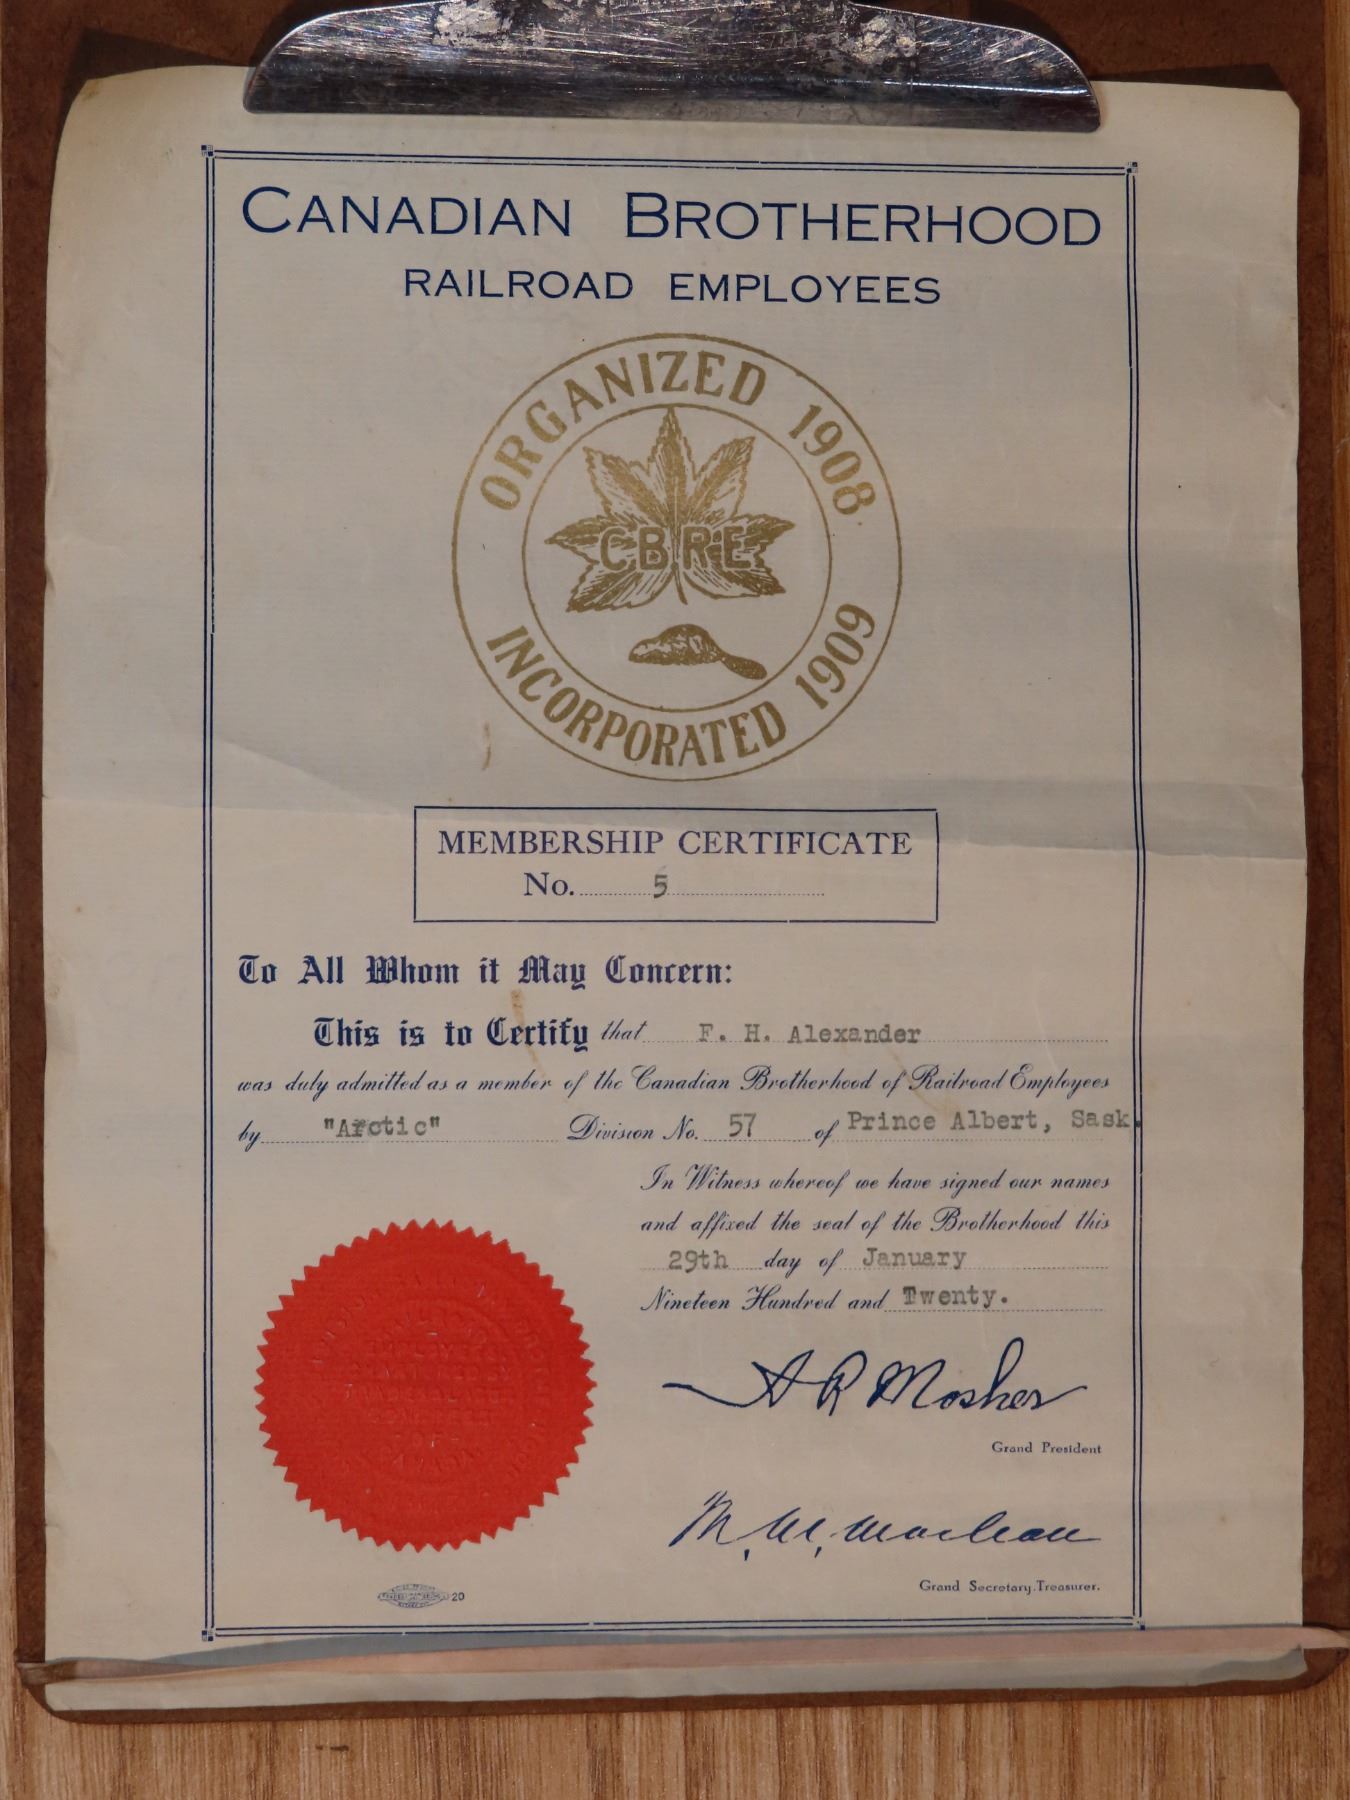 CANADIAN BROTHERHOOD
RAILROAD EMPLOYEES
ORGANIZED 1908
C B R E
INCORPORATED 1909
MEMBERSHIP CERTIFICATE
No. 5
To All Whom it May Concern:
This is to Certify that F. H. Alexander
was duly admitted as a member of the Canadian Brotherhood of Railroad Employees
by "Arctic" Division No. 57 of Prince Albert, Sask.
In Witness whereof we have signed our names
and affixed the seal of the Brotherhood this
29th day of January
Nineteen Hundred and Twenty.
A R Mosher
Grand President
M. M. Maclean
Grand Secretary-Treasurer.
20